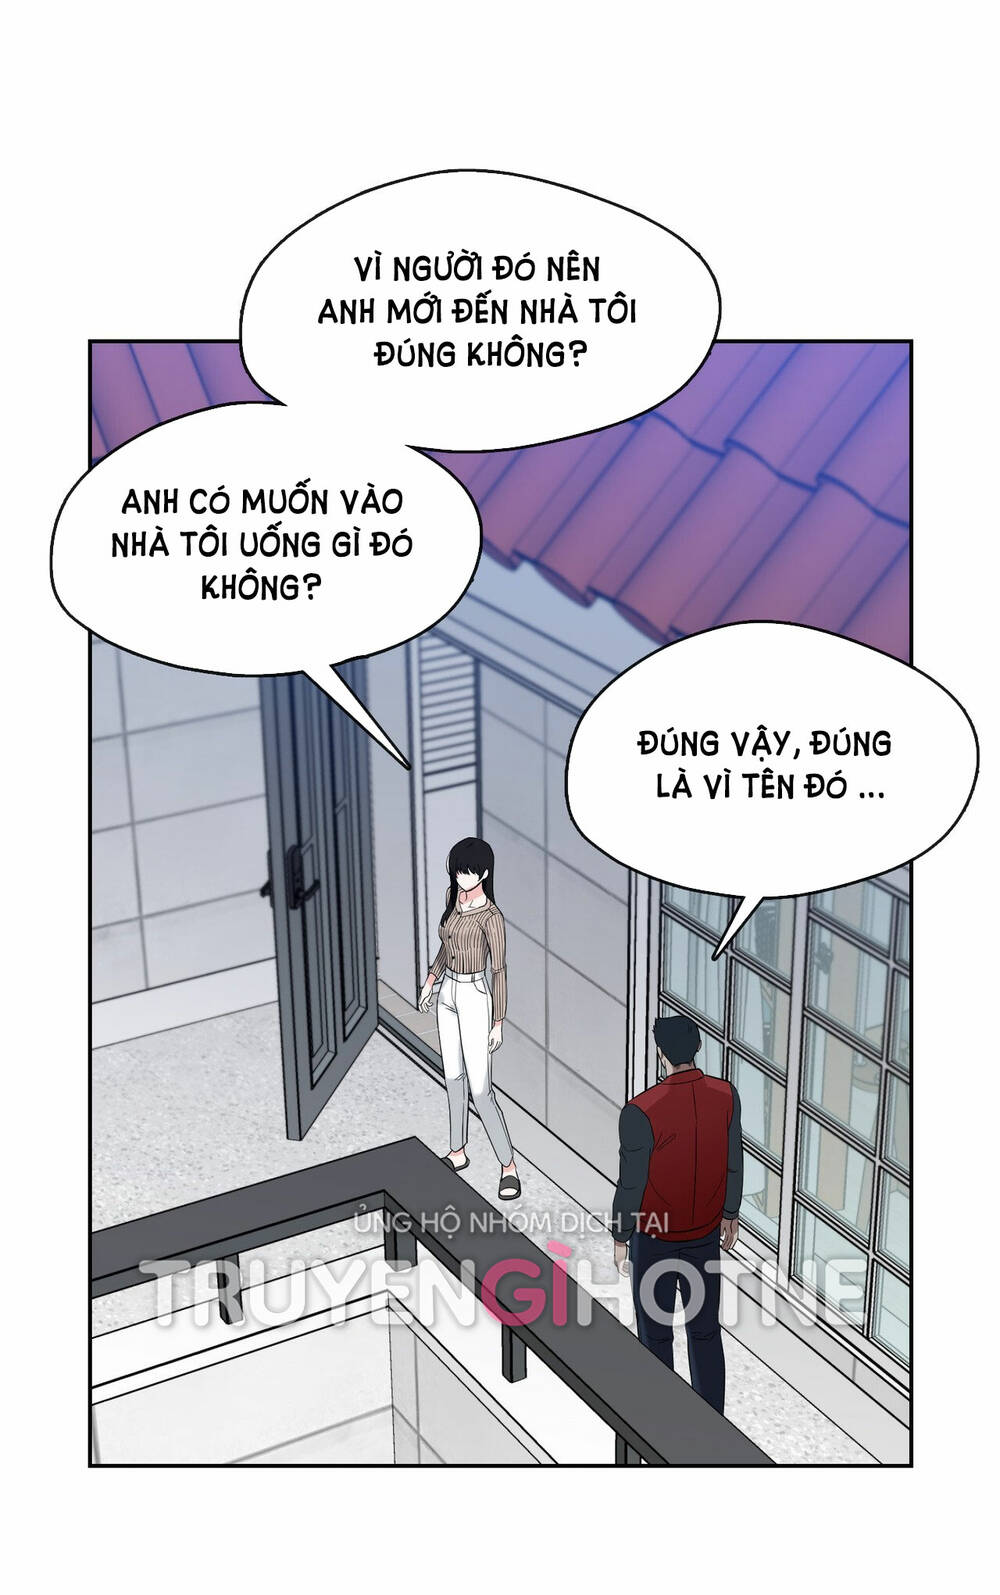 VÌ NGƯỜI ĐÓ NÊN
ANH MỚI ĐẾN NHÀ TÔI
ĐÚNG KHÔNG?
ANH CÓ MUỐN VÀO
NHÀ TÔI UỐNG GÌ ĐÓ
KHÔNG?
ĐÚNG VẬY, ĐÚNG
LÀ VÌ TÊN ĐÓ ...
ỦNG HỘ NHÓM DỊCH TẠI
TRUYENGÌHOTNE